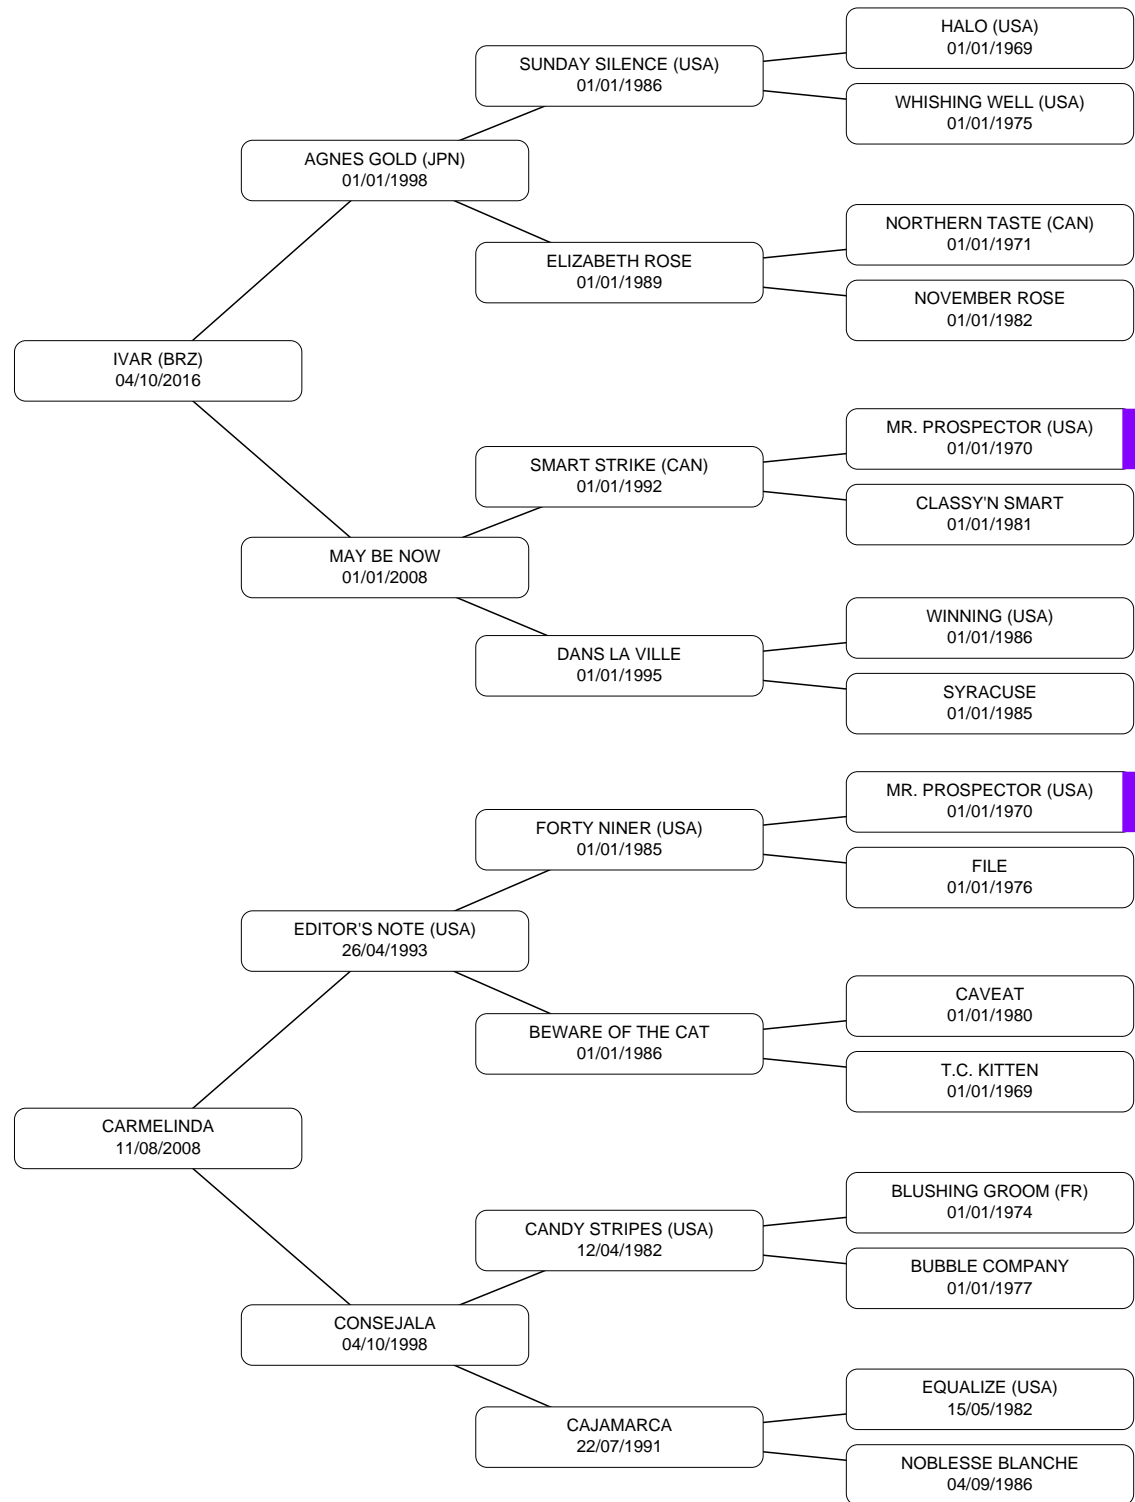 HALO (USA)
01/01/1969
SUNDAY SILENCE (USA)
01/01/1986
WHISHING WELL (USA)
01/01/1975
AGNES GOLD (JPN)
01/01/1998
NORTHERN TASTE (CAN)
01/01/1971
ELIZABETH ROSE
01/01/1989
NOVEMBER ROSE
01/01/1982
IVAR (BRZ)
04/10/2016
MR. PROSPECTOR (USA)
01/01/1970
SMART STRIKE (CAN)
01/01/1992
CLASSY'N SMART
01/01/1981
MAY BE NOW
01/01/2008
WINNING (USA)
01/01/1986
DANS LA VILLE
01/01/1995
SYRACUSE
01/01/1985
MR. PROSPECTOR (USA)
01/01/1970
FORTY NINER (USA)
01/01/1985
FILE
01/01/1976
EDITOR'S NOTE (USA)
26/04/1993
CAVEAT
01/01/1980
BEWARE OF THE CAT
01/01/1986
T.C. KITTEN
01/01/1969
CARMELINDA
11/08/2008
BLUSHING GROOM (FR)
01/01/1974
CANDY STRIPES (USA)
12/04/1982
BUBBLE COMPANY
01/01/1977
CONSEJALA
04/10/1998
EQUALIZE (USA)
15/05/1982
CAJAMARCA
22/07/1991
NOBLESSE BLANCHE
04/09/1986